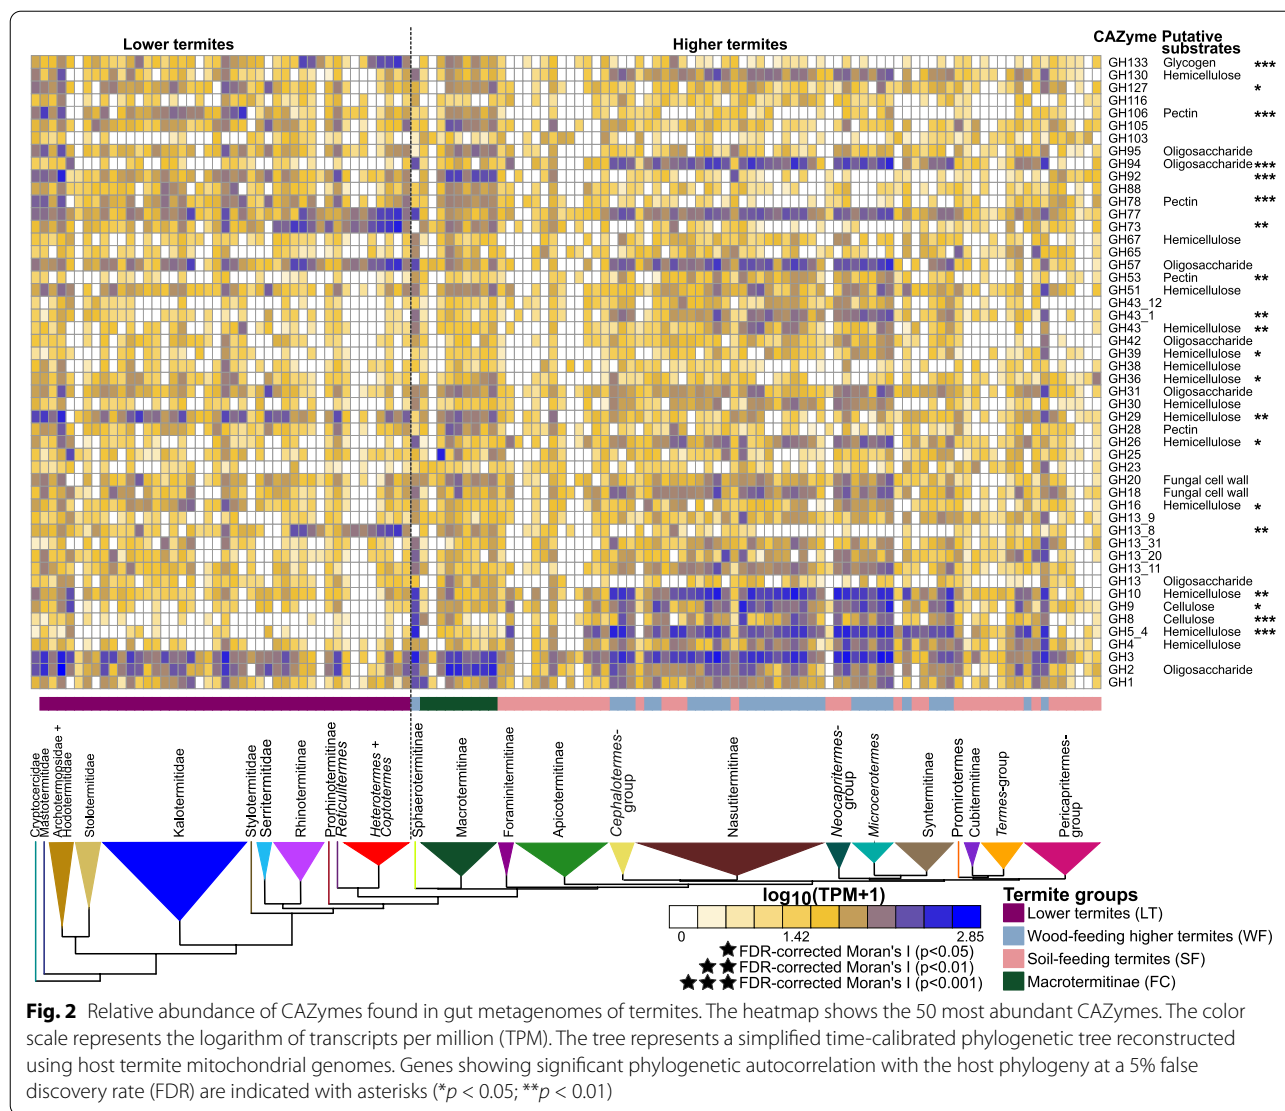 Lower termites
Higher termites
CAZyme Putative
substrates
GH133 Glycogen ***
GH130 Hemicellulose
GH127 *
GH116
GH106 Pectin ***
GH105
GH103
GH95 Oligosaccharide
GH94 Oligosaccharide ***
GH92 ***
GH88
GH78 Pectin ***
GH77
GH73 **
GH67 Hemicellulose
GH65
GH57 Oligosaccharide
GH53 Pectin **
GH51 Hemicellulose
GH43_12
GH43_1 **
GH43 Hemicellulose **
GH42 Oligosaccharide
GH39 Hemicellulose *
GH38 Hemicellulose
GH36 Hemicellulose *
GH31 Oligosaccharide
GH30 Hemicellulose
GH29 Hemicellulose **
GH28 Pectin
GH26 Hemicellulose *
GH25
GH23
GH20 Fungal cell wall
GH18 Fungal cell wall
GH16 Hemicellulose *
GH13_9
GH13_8 **
GH13_31
GH13_20
GH13_11
GH13 Oligosaccharide
GH10 Hemicellulose **
GH9 Cellulose *
GH8 Cellulose ***
GH5_4 Hemicellulose ***
GH4 Hemicellulose
GH3
GH2 Oligosaccharide
GH1
Cryptocercidae
Mastotermitidae
Archotermopsidae +
Hodotermitidae
Stolotermitidae
Kalotermitidae
Stylotermitidae
Serritermitidae
Rhinotermitinae
Prorhinotermitinae
Reticulitermes
Heterotermes +
Coptotermes
Sphaerotermitinae
Macrotermitinae
Foraminitermitinae
Apicotermitinae
Cephalotermes-
group
Nasutitermitinae
Neocapritermes-
group
Microcerotermes
Syntermitinae
Promirotermes
Cubitermitinae
Termes-group
Pericapritermes-
group
log10(TPM+1)
0 1.42 2.85
★ FDR-corrected Moran's I (p<0.05)
★★ FDR-corrected Moran's I (p<0.01)
★★★ FDR-corrected Moran's I (p<0.001)
Termite groups
Lower termites (LT)
Wood-feeding higher termites (WF)
Soil-feeding termites (SF)
Macrotermitinae (FC)
Fig. 2 Relative abundance of CAZymes found in gut metagenomes of termites. The heatmap shows the 50 most abundant CAZymes. The color
scale represents the logarithm of transcripts per million (TPM). The tree represents a simplified time-calibrated phylogenetic tree reconstructed
using host termite mitochondrial genomes. Genes showing significant phylogenetic autocorrelation with the host phylogeny at a 5% false
discovery rate (FDR) are indicated with asterisks (*p < 0.05; **p < 0.01)